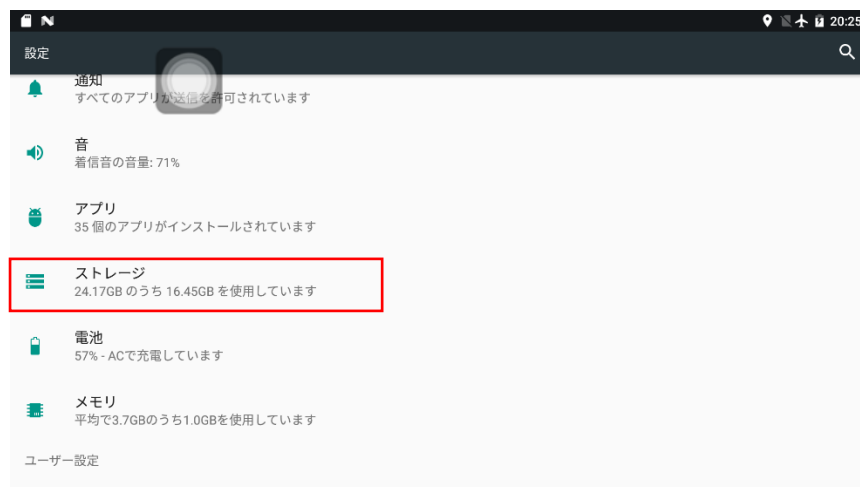 20:25
設定
通知
すべてのアプリが送信を許可されています
音
着信音の音量: 71%
アプリ
35 個のアプリがインストールされています
ストレージ
24.17GB のうち 16.45GB を使用しています
電池
57% - ACで充電しています
メモリ
平均で3.7GBのうち1.0GBを使用しています
ユーザー設定